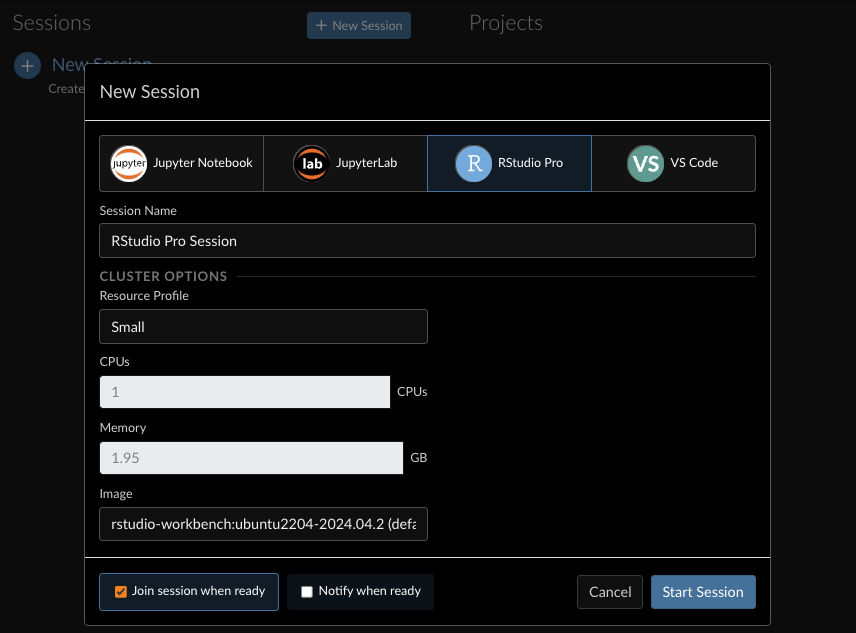 Sessions
+ New Session
Projects
New Session
Create
New Session
jupyter Jupyter Notebook
lab JupyterLab
R RStudio Pro
VS VS Code
Session Name
RStudio Pro Session
CLUSTER OPTIONS
Resource Profile
Small
CPUs
1 CPUs
Memory
1.95 GB
Image
rstudio-workbench:ubuntu2204-2024.04.2 (defa
Join session when ready
Notify when ready
Cancel
Start Session